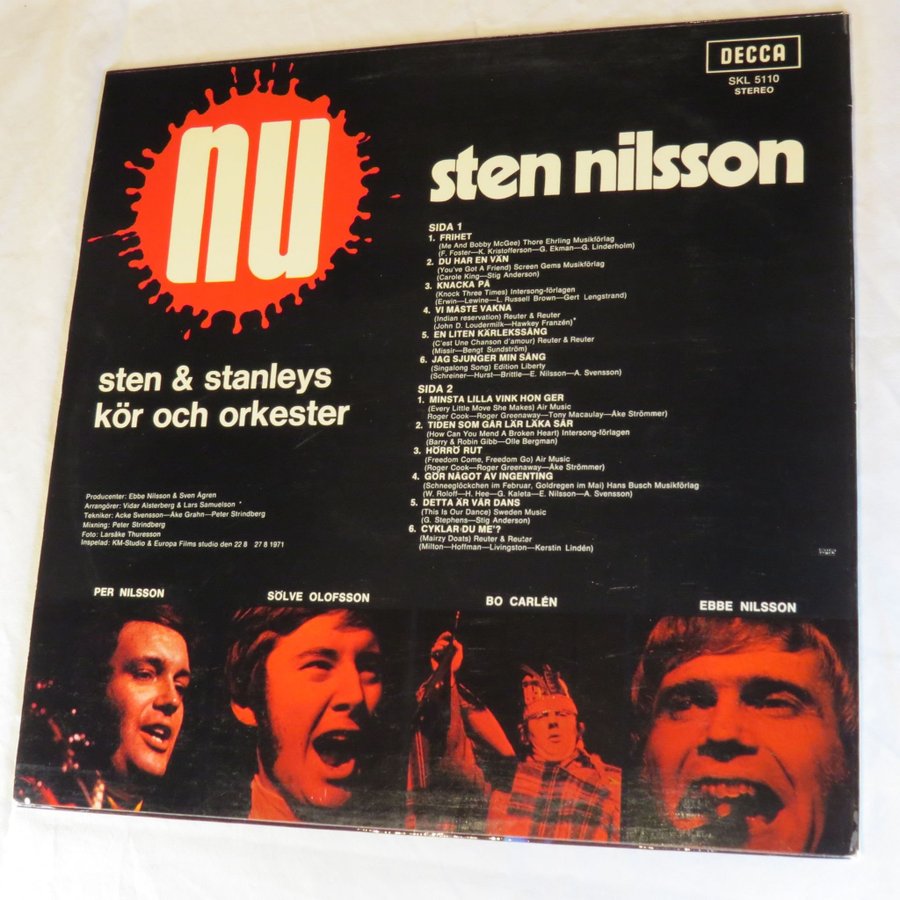 DECCA
SKL 5110
STEREO
nu
sten nilsson
SIDA 1
1. FRIHET
(Me And Bobby McGee) Thore Ehrling Musikförlag
(F. Foster—K. Kristofferson—G. Ekman—G. Linderholm)
2. DU HAR EN VÄN
(You've Got A Friend) Screen Gems Musikförlag
(Carole King—Stig Anderson)
3. KNACKA PÅ
(Knock Three Times) Intersong-förlagen
(Erwin—Lewine—L. Russell Brown—Gert Lengstrand)
4. VI MÅSTE VAKNA
(Indian reservation) Reuter & Reuter
(John D. Loudermilk—Hawkey Franzén)*
5. EN LITEN KÄRLEKSSÅNG
(C'est Une Chanson d'amour) Reuter & Reuter
(Missir—Bengt Sundström)
6. JAG SJUNGER MIN SÅNG
(Singalong Song) Edition Liberty
(Schreiner—Hurst—Brittle—E. Nilsson—A. Svensson)
SIDA 2
1. MINSTA LILLA VINK HON GER
(Every Little Move She Makes) Air Music
Roger Cook—Roger Greenaway—Tony Macaulay—Åke Strömmer)
2. TIDEN SOM GÅR LÄR LÄKA SÅR
(How Can You Mend A Broken Heart) Intersong-förlagen
(Barry & Robin Gibb—Olle Bergman)
3. HÖRRÖ RUT
(Freedom Come, Freedom Go) Air Music
(Roger Cook—Roger Greenaway—Åke Strömmer)
4. GÖR NÅGOT AV INGENTING
(Schneeglöckchen im Februar, Goldregen im Mai) Hans Busch Musikförlag
(W. Roloff—H. Hee—G. Kaleta—E. Nilsson—A. Svensson)
5. DETTA ÄR VÅR DANS
(This Is Our Dance) Sweden Music
(G. Stephens—Stig Anderson)
6. CYKLAR DU ME'?
(Mairzy Doats) Reuter & Reuter
(Milton—Hoffman—Livingston—Kerstin Lindén)
sten & stanleys
kör och orkester
Producenter: Ebbe Nilsson & Sven Ågren
Arrangörer: Vidar Alsterberg & Lars Samuelson *
Tekniker: Acke Svensson—Åke Grahn—Peter Strindberg
Mixning: Peter Strindberg
Foto: Larsåke Thuresson
Inspelad: KM-Studio & Europa Films studio den 22 8 27 8 1971
PER NILSSON
SÖLVE OLOFSSON
BO CARLÉN
EBBE NILSSON